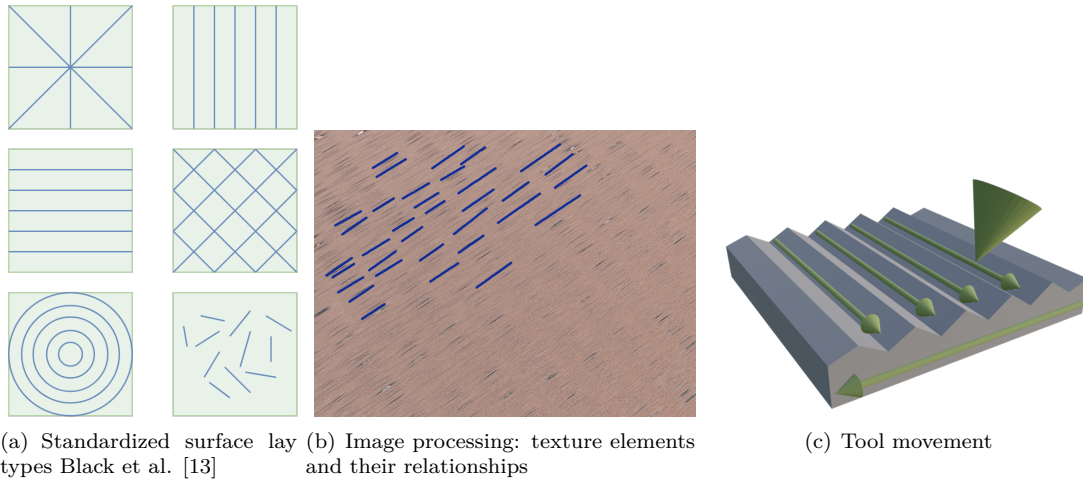 (a) Standardized surface lay
types Black et al. [13]
(b) Image processing: texture elements
and their relationships
(c) Tool movement